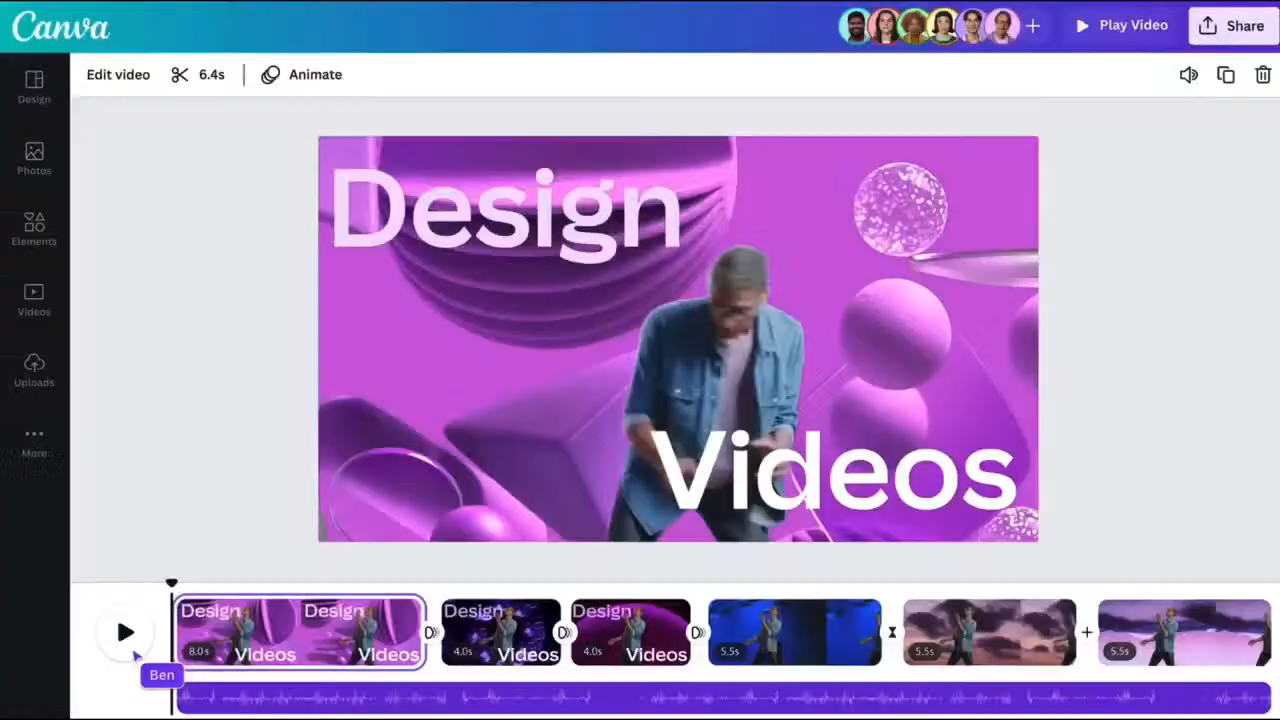 Canva
Play Video
Share
Edit video
6.4s
Animate
Design
Photos
Elements
Videos
Uploads
More
Design
Videos
Design
Design
8.0s
Videos
Videos
Design
4.0s
Videos
Design
4.0s
Videos
5.5s
5.5s
5.5s
Ben